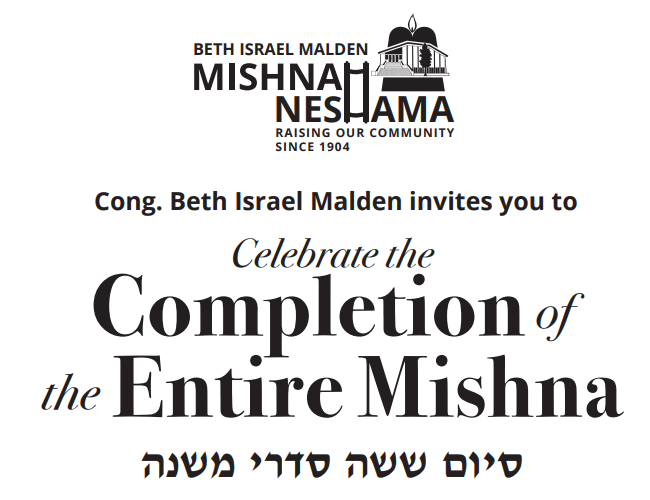 BETH ISRAEL MALDEN
MISHNAH
NESHAMA
RAISING OUR COMMUNITY
SINCE 1904
Cong. Beth Israel Malden invites you to
Celebrate the
Completion of
the Entire Mishna
סיום ששה סדרי משנה